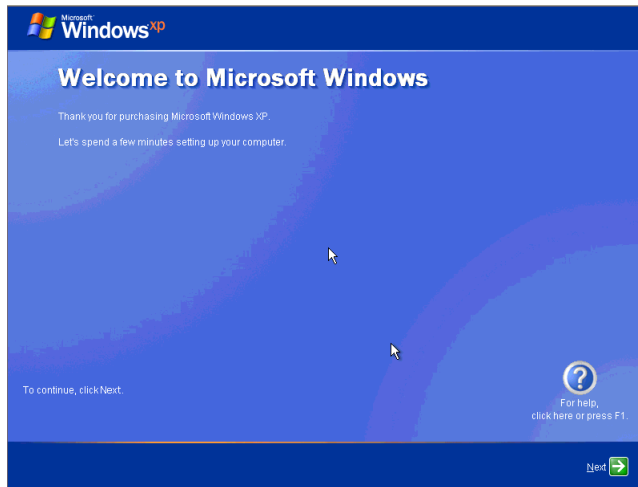 Microsoft
Windows xp
Welcome to Microsoft Windows
Thank you for purchasing Microsoft Windows XP.
Let's spend a few minutes setting up your computer.
To continue, click Next.
?
For help,
click here or press F1.
Next